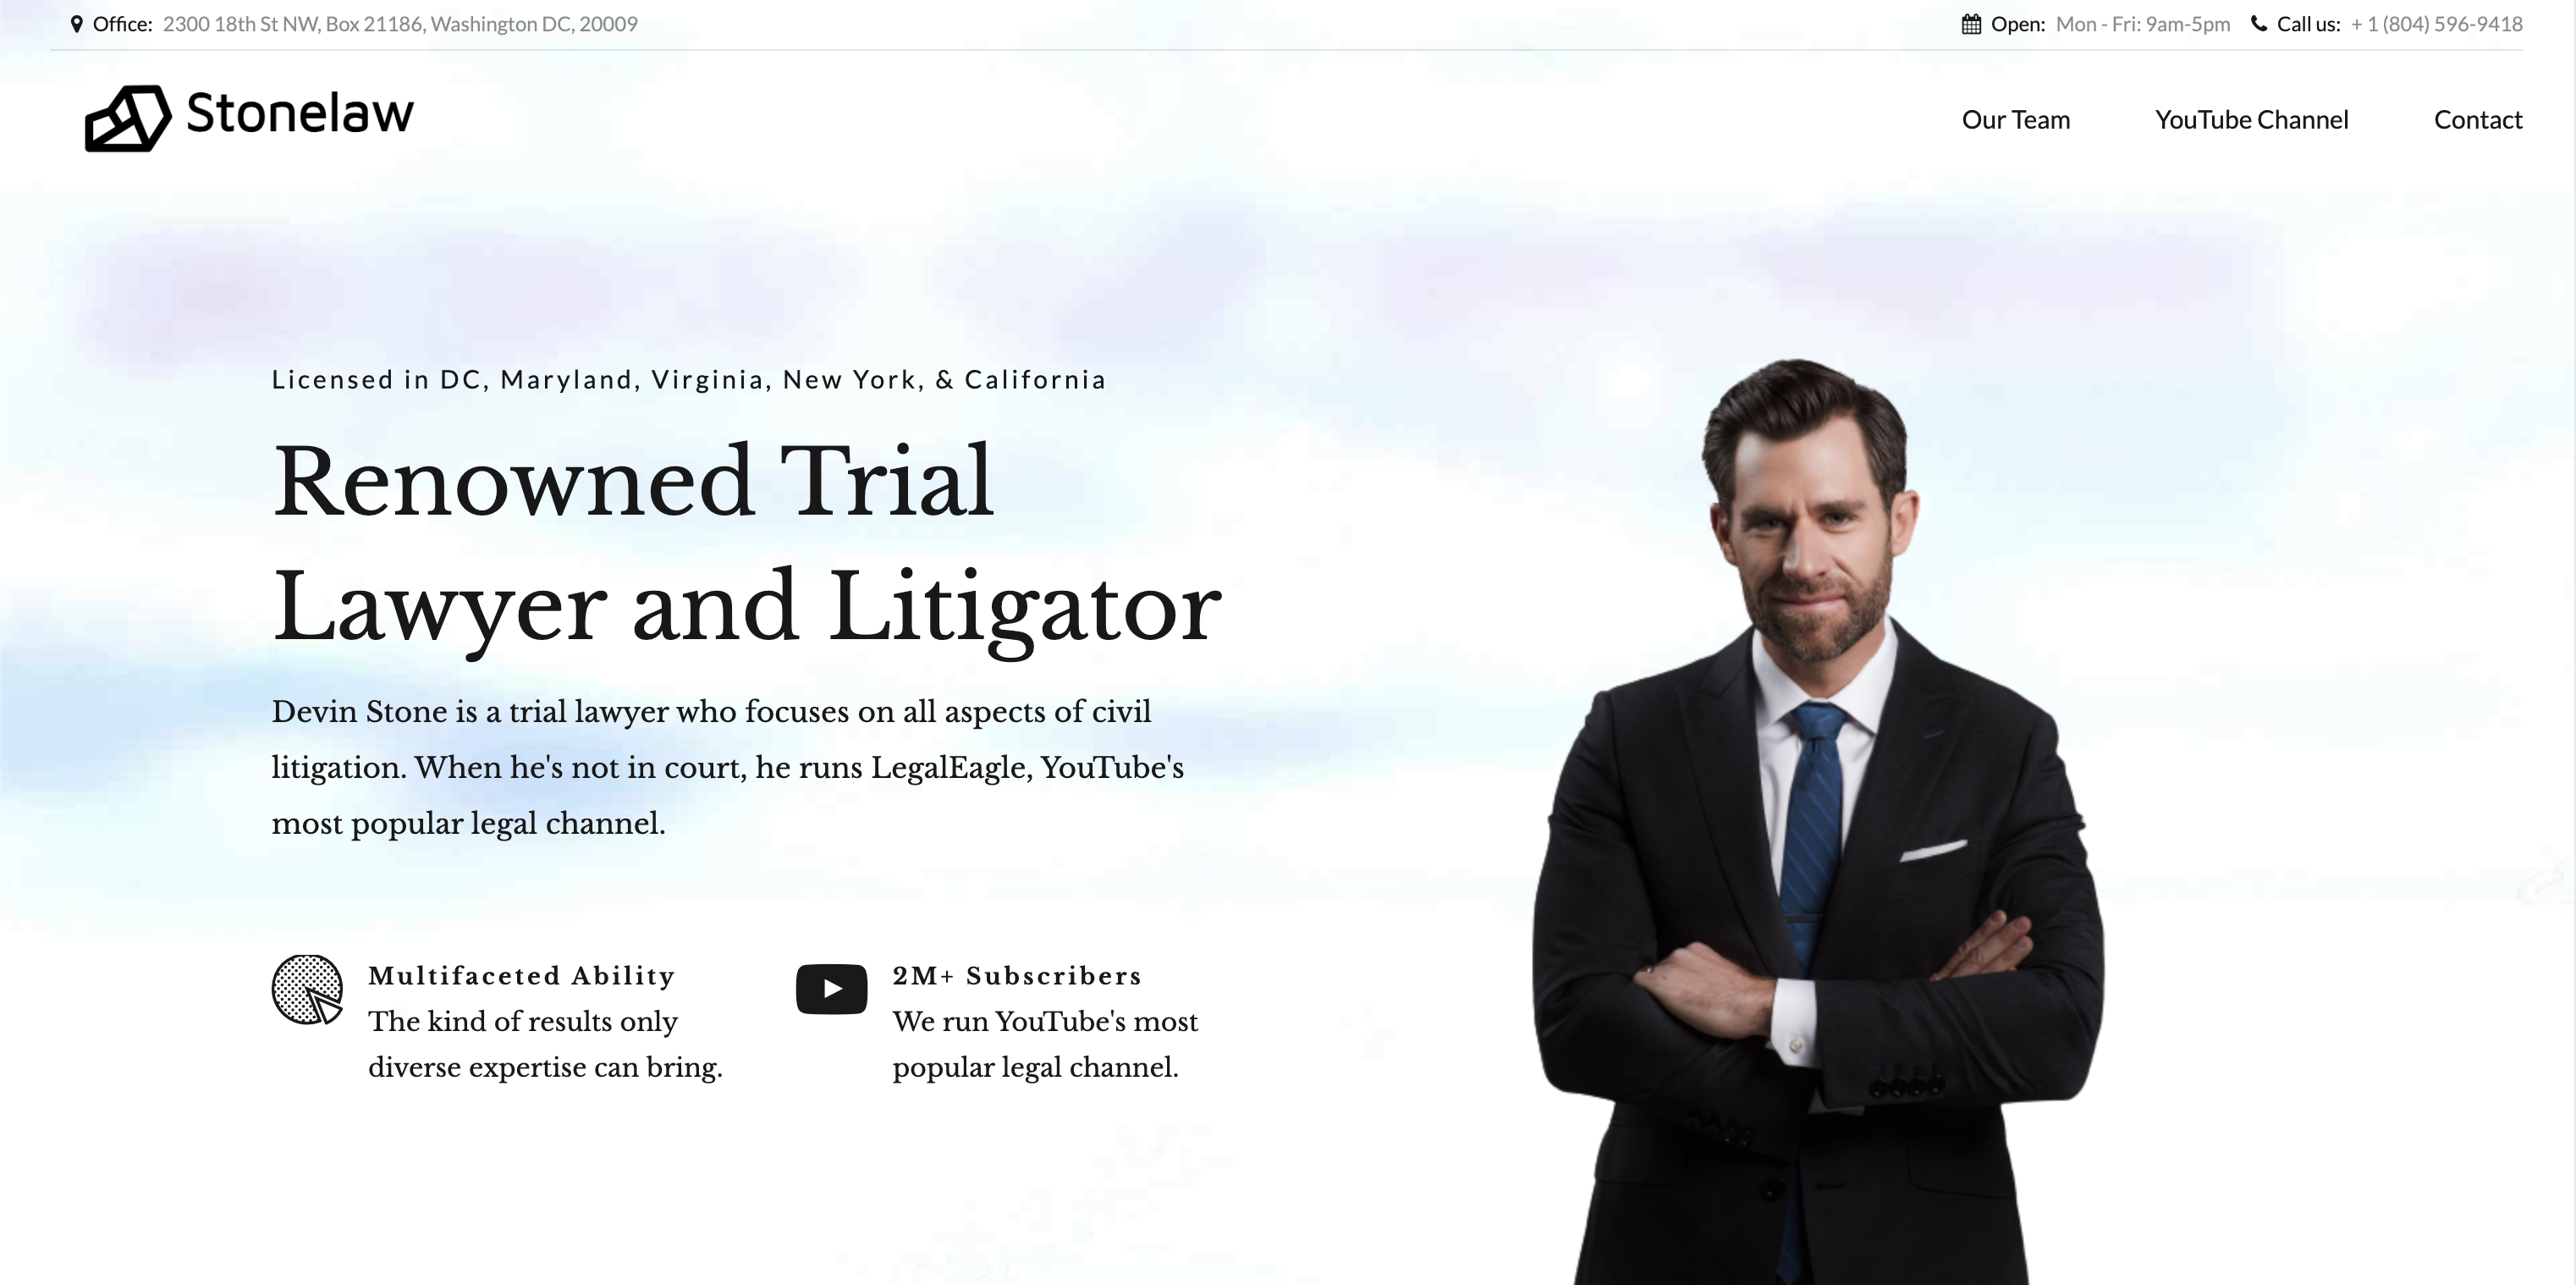 Office: 2300 18th St NW, Box 21186, Washington DC, 20009
Open: Mon - Fri: 9am-5pm Call us: + 1 (804) 596-9418
Stonelaw
Our Team YouTube Channel Contact
Licensed in DC, Maryland, Virginia, New York, & California
Renowned Trial
Lawyer and Litigator
Devin Stone is a trial lawyer who focuses on all aspects of civil
litigation. When he's not in court, he runs LegalEagle, YouTube's
most popular legal channel.
Multifaceted Ability
The kind of results only
diverse expertise can bring.
2M+ Subscribers
We run YouTube's most
popular legal channel.